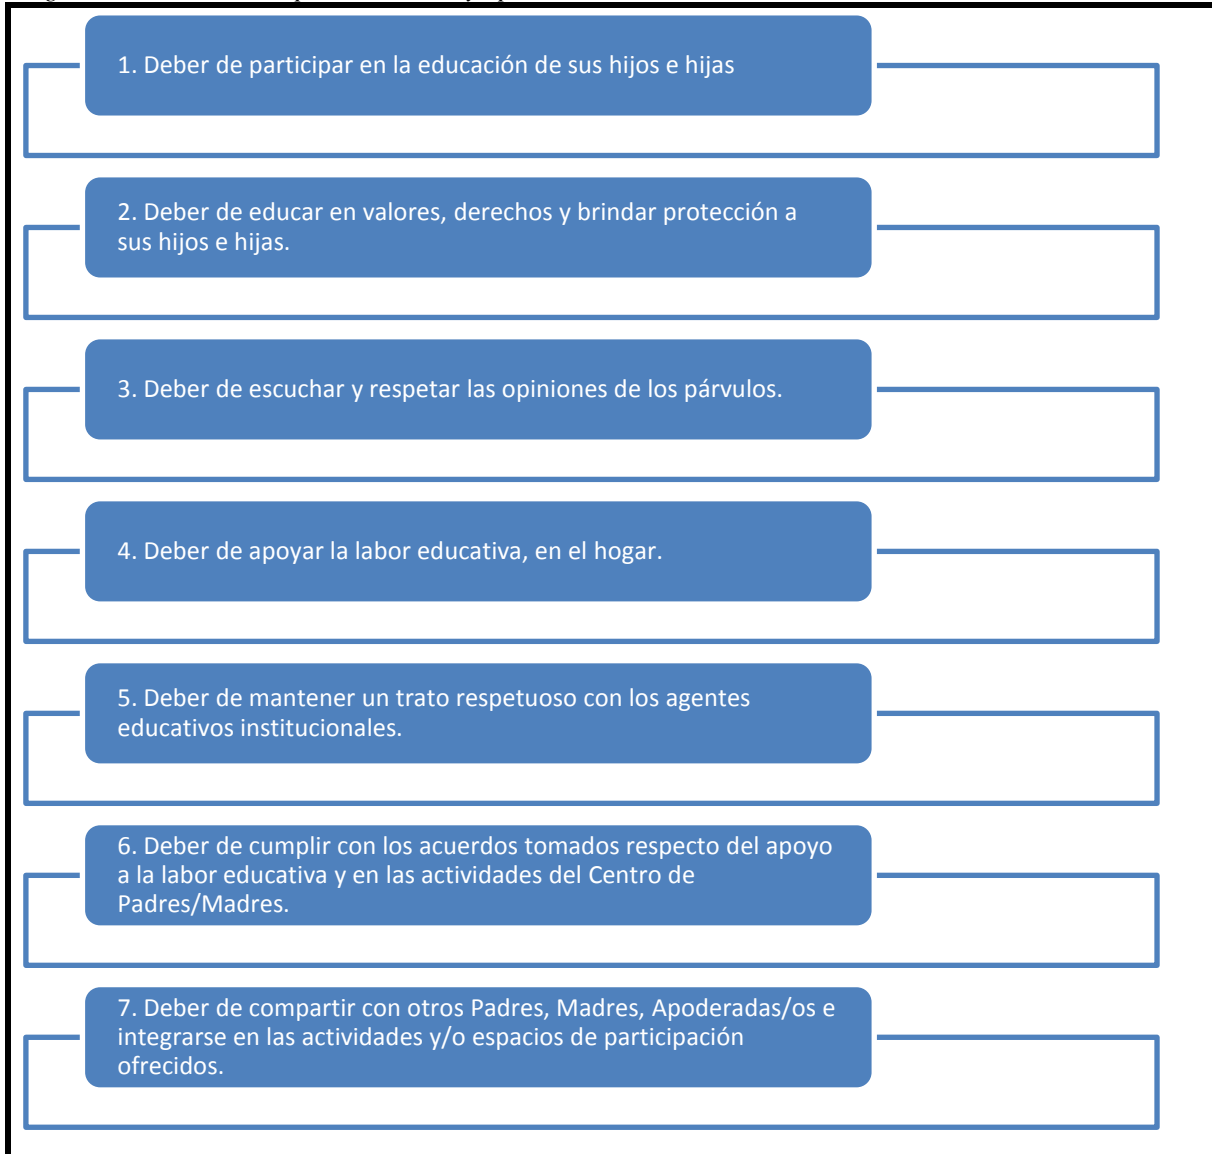 1. Deber de participar en la educación de sus hijos e hijas
2. Deber de educar en valores, derechos y brindar protección a
sus hijos e hijas.
3. Deber de escuchar y respetar las opiniones de los párvulos.
4. Deber de apoyar la labor educativa, en el hogar.
5. Deber de mantener un trato respetuoso con los agentes
educativos institucionales.
6. Deber de cumplir con los acuerdos tomados respecto del apoyo
a la labor educativa y en las actividades del Centro de
Padres/Madres.
7. Deber de compartir con otros Padres, Madres, Apoderadas/os e
integrarse en las actividades y/o espacios de participación
ofrecidos.